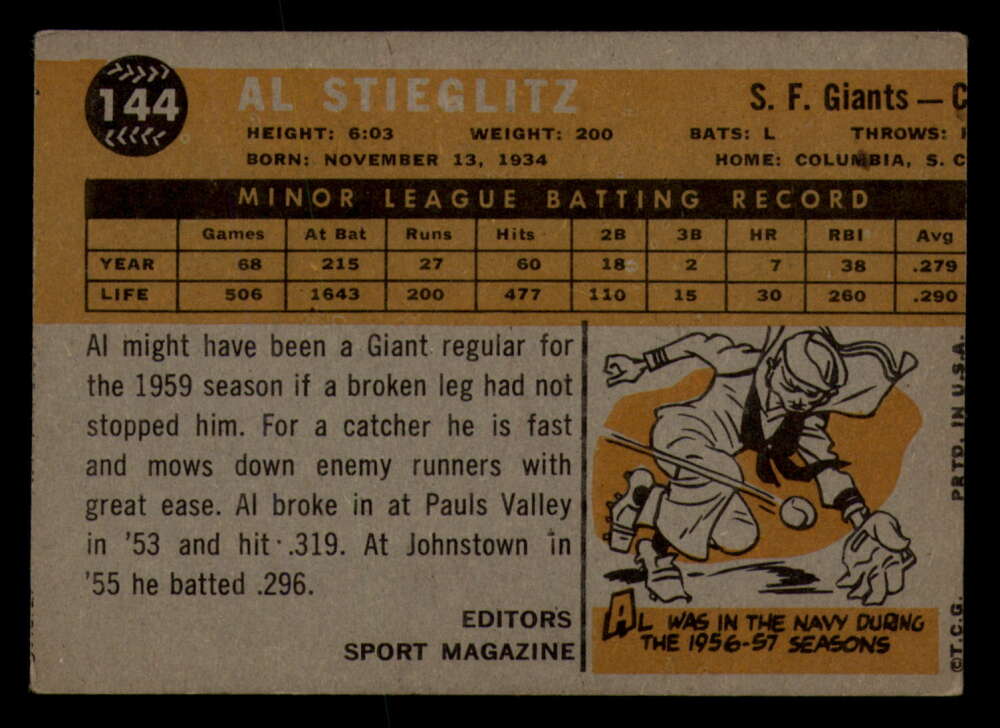 144
AL STIEGLITZ
S. F. Giants — C
HEIGHT: 6:03 WEIGHT: 200 BATS: L THROWS:
BORN: NOVEMBER 13, 1934 HOME: COLUMBIA, S. C
MINOR LEAGUE BATTING RECORD
Games At Bat Runs Hits 2B 3B HR RBI Avg
YEAR 68 215 27 60 18 2 7 38 .279
LIFE 506 1643 200 477 110 15 30 260 .290
Al might have been a Giant regular for
the 1959 season if a broken leg had not
stopped him. For a catcher he is fast
and mows down enemy runners with
great ease. Al broke in at Pauls Valley
in '53 and hit .319. At Johnstown in
'55 he batted .296.
EDITORS
SPORT MAGAZINE
AL WAS IN THE NAVY DURING
THE 1956-57 SEASONS
©T.C.G. PRTD. IN U.S.A.